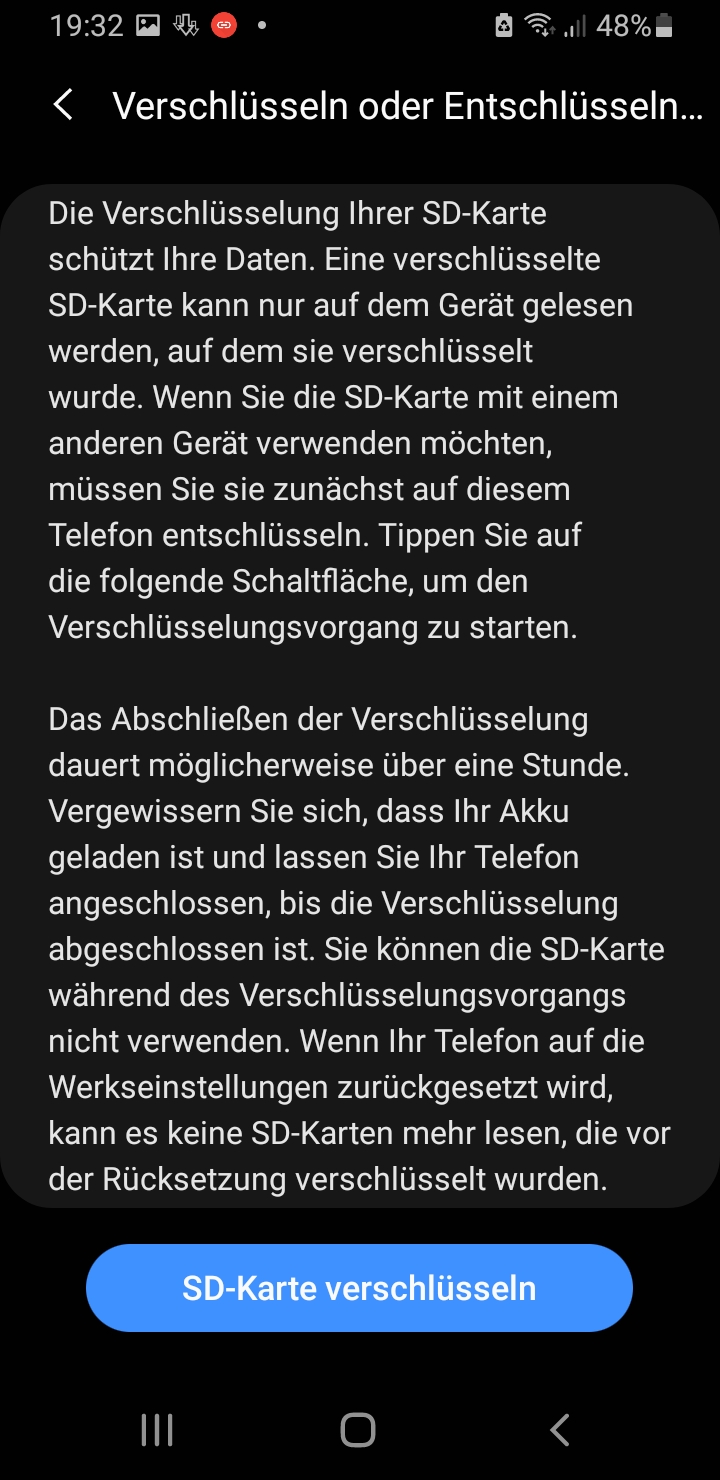 19:32
48%
Verschlüsseln oder Entschlüsseln...
Die Verschlüsselung Ihrer SD-Karte
schützt Ihre Daten. Eine verschlüsselte
SD-Karte kann nur auf dem Gerät gelesen
werden, auf dem sie verschlüsselt
wurde. Wenn Sie die SD-Karte mit einem
anderen Gerät verwenden möchten,
müssen Sie sie zunächst auf diesem
Telefon entschlüsseln. Tippen Sie auf
die folgende Schaltfläche, um den
Verschlüsselungsvorgang zu starten.
Das Abschließen der Verschlüsselung
dauert möglicherweise über eine Stunde.
Vergewissern Sie sich, dass Ihr Akku
geladen ist und lassen Sie Ihr Telefon
angeschlossen, bis die Verschlüsselung
abgeschlossen ist. Sie können die SD-Karte
während des Verschlüsselungsvorgangs
nicht verwenden. Wenn Ihr Telefon auf die
Werkseinstellungen zurückgesetzt wird,
kann es keine SD-Karten mehr lesen, die vor
der Rücksetzung verschlüsselt wurden.
SD-Karte verschlüsseln